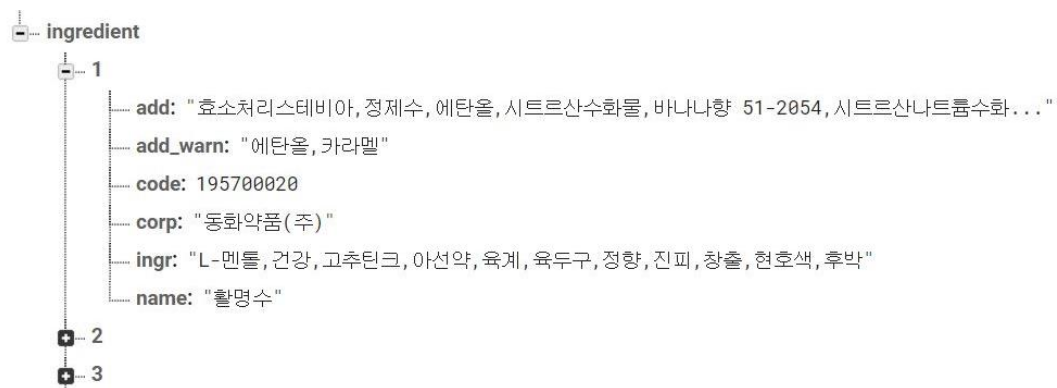 ingredient
1
add: "효소처리스테비아,정제수,에탄올,시트르산수화물,바나나향 51-2054,시트르산나트륨수화..."
add_warn: "에탄올,카라멜"
code: 195700020
corp: "동화약품(주)"
ingr: "L-멘톨,건강,고추틴크,아선약,육계,육두구,정향,진피,창출,현호색,후박"
name: "활명수"
2
3